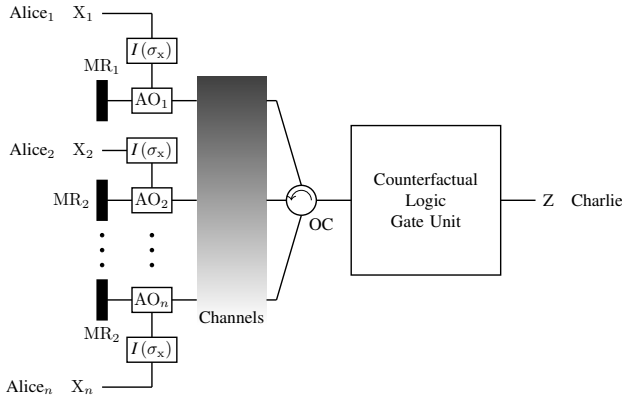 Alice₁ X₁
I(σₓ)
MR₁
AO₁
Alice₂ X₂ I(σₓ)
Counterfactual
Logic
Gate Unit
MR₂ AO₂ OC Z Charlie
AOₙ
Channels
MR₂
I(σₓ)
Aliceₙ Xₙ